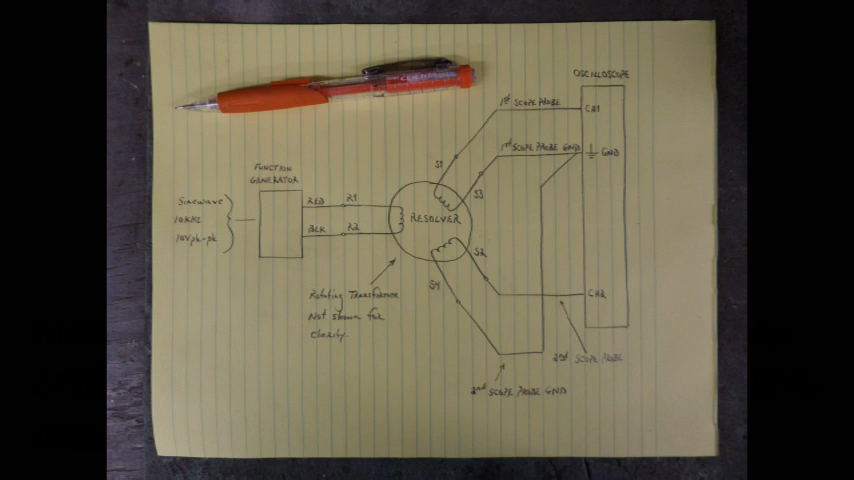 OSCILLOSCOPE
1st SCOPE PROBE
CH1
1st SCOPE PROBE GND
GND
S1
S3
FUNCTION
GENERATOR
Sinewave
10KHZ
10Vpk-pk
RED
R1
BLK
R2
RESOLVER
S2
S4
Rotating TRANSFORMER
Not shown for
clarity.
CH2
2nd SCOPE PROBE
2nd SCOPE PROBE GND